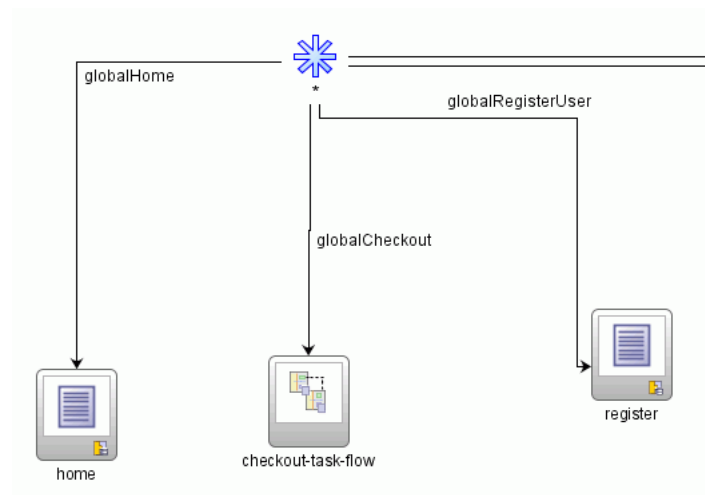 globalHome
*
globalRegisterUser
globalCheckout
register
checkout-task-flow
home